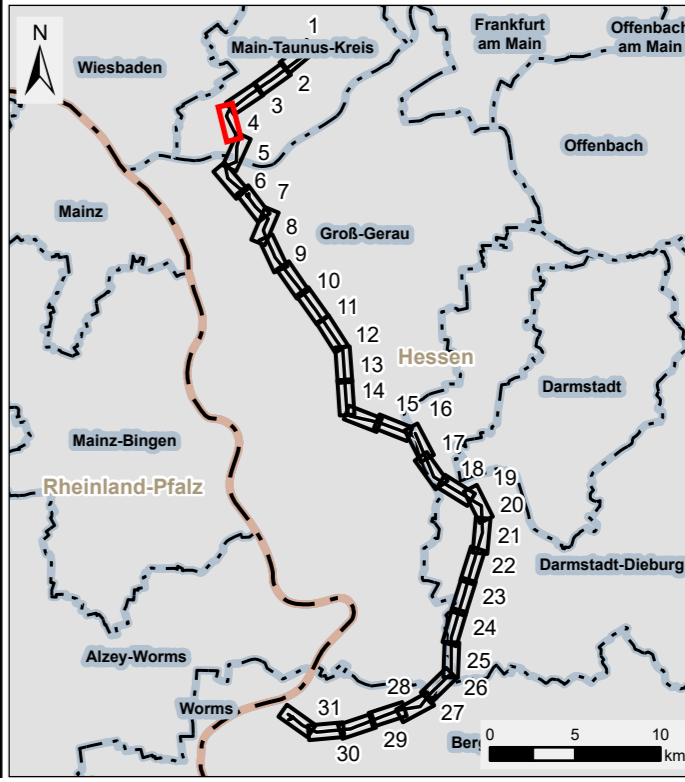 N
1
Main-Taunus-Kreis
Frankfurt
am Main
Offenbach
am Main
Wiesbaden
2
3
4
5
Offenbach
6
7
Mainz
8
Groß-Gerau
9
10
11
12
Hessen
13
14
Darmstadt
15
16
Mainz-Bingen
17
Rheinland-Pfalz
18
19
20
21
Darmstadt-Dieburg
22
23
24
Alzey-Worms
25
26
28
27
Worms
31
29
30
Berg
0
5
10
km